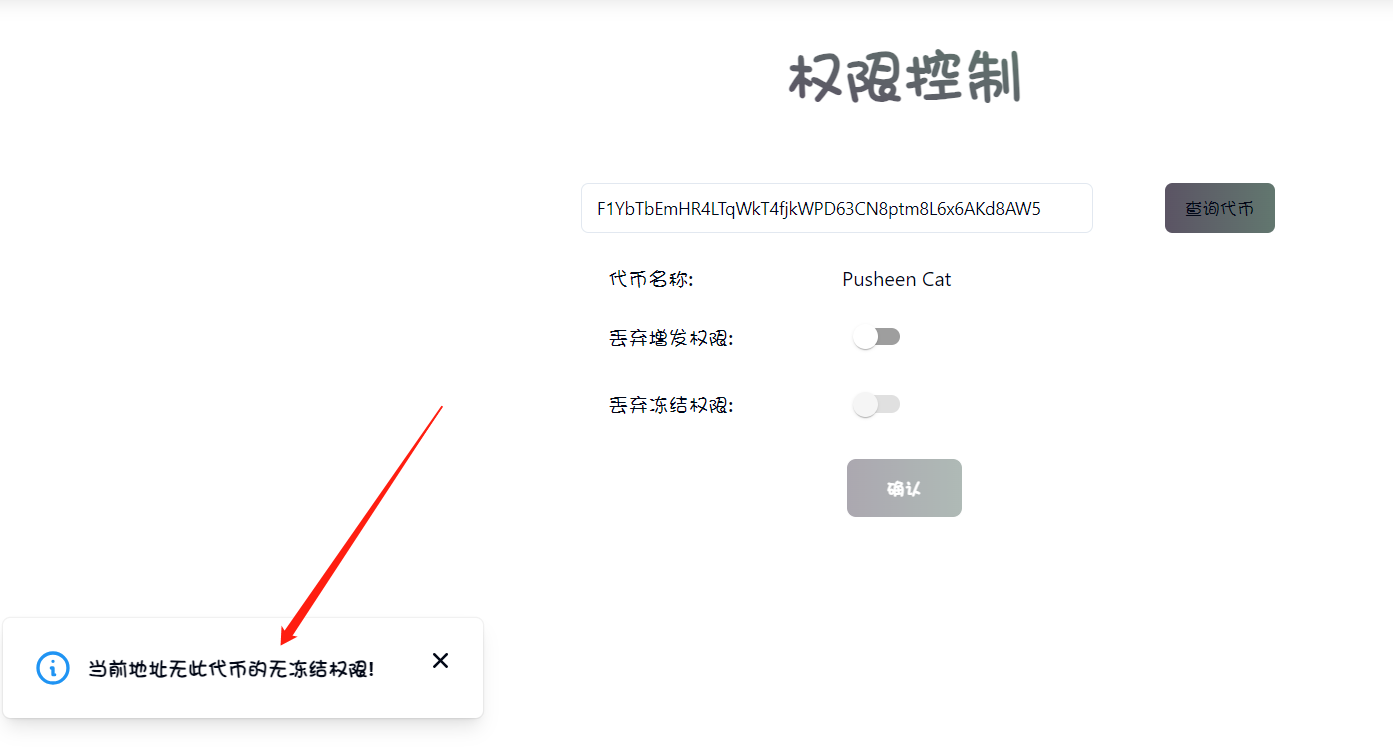 权限控制
F1YbTbEmHR4LTqWkT4fjkWPD63CN8ptm8L6x6AKd8AW5
查询代币
代币名称: Pusheen Cat
丢弃增发权限:
丢弃冻结权限:
确认
当前地址无此代币的无冻结权限!